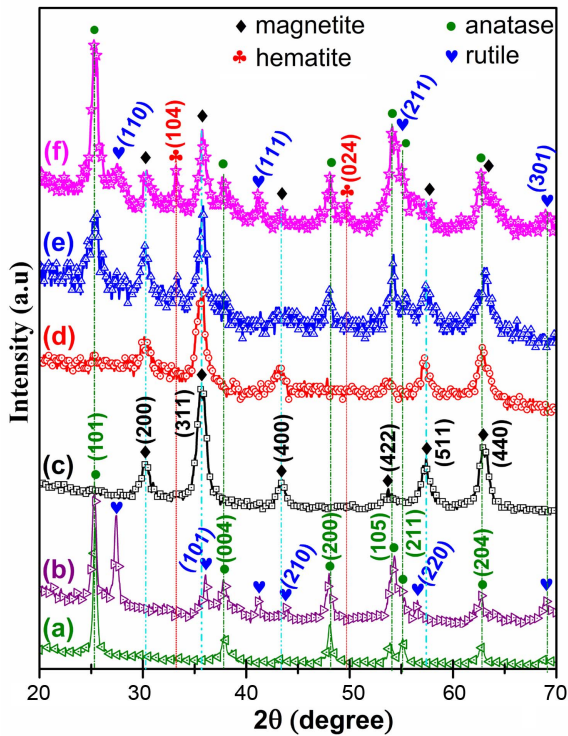 magnetite
anatase
hematite
rutile
(f)
(110)
(104)
(111)
(024)
(211)
(301)
(e)
(d)
(101)
(200)
(311)
(400)
(422)
(511)
(440)
(c)
(101)
(004)
(210)
(200)
(105)
(211)
(220)
(204)
(b)
(a)
Intensity (a.u)
20
30
40
50
60
70
2θ (degree)